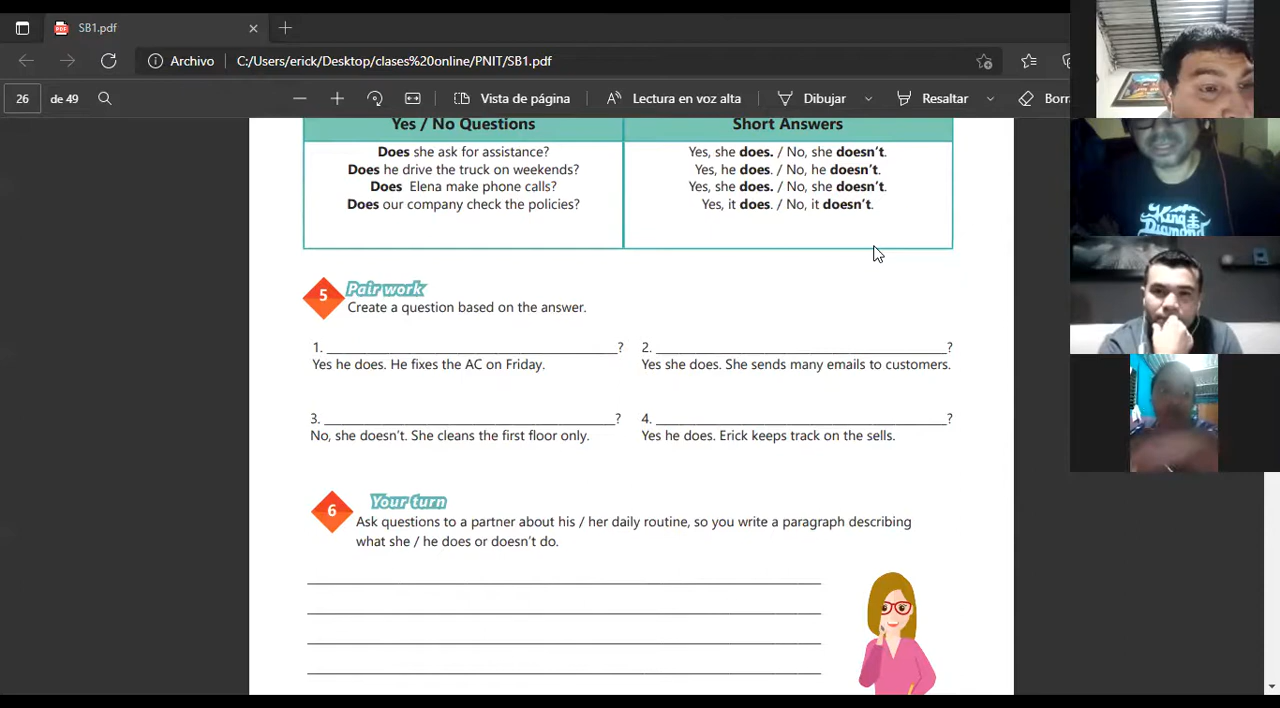 SB1.pdf
Archivo C:/Users/erick/Desktop/clases%20online/PNIT/SB1.pdf
26 de 49 Vista de página Lectura en voz alta Dibujar Resaltar Borra
Yes / No Questions Short Answers
Does she ask for assistance? Yes, she does. / No, she doesn't.
Does he drive the truck on weekends? Yes, he does. / No, he doesn't.
Does Elena make phone calls? Yes, she does. / No, she doesn't.
Does our company check the policies? Yes, it does. / No, it doesn't.
5 Pair work
Create a question based on the answer.
1. ______________________________? 2. ______________________________?
Yes he does. He fixes the AC on Friday. Yes she does. She sends many emails to customers.
3. ______________________________? 4. ______________________________?
No, she doesn't. She cleans the first floor only. Yes he does. Erick keeps track on the sells.
6 Your turn
Ask questions to a partner about his / her daily routine, so you write a paragraph describing
what she / he does or doesn't do.
King
Diamond